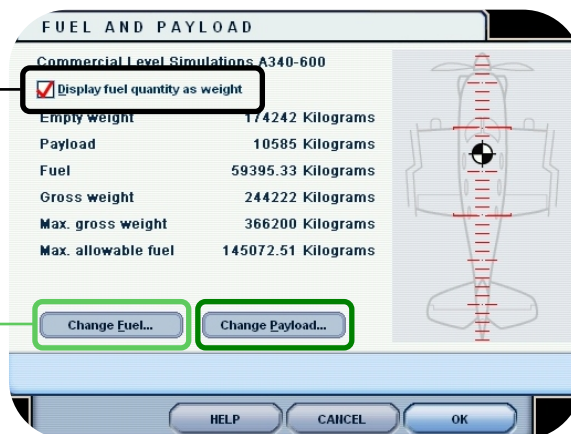 FUEL AND PAYLOAD
Commercial Level Simulations A340-600
Display fuel quantity as weight
Empty weight 174242 Kilograms
Payload 10585 Kilograms
Fuel 59395.33 Kilograms
Gross weight 244222 Kilograms
Max. gross weight 366200 Kilograms
Max. allowable fuel 145072.51 Kilograms
Change Fuel... Change Payload...
HELP CANCEL OK